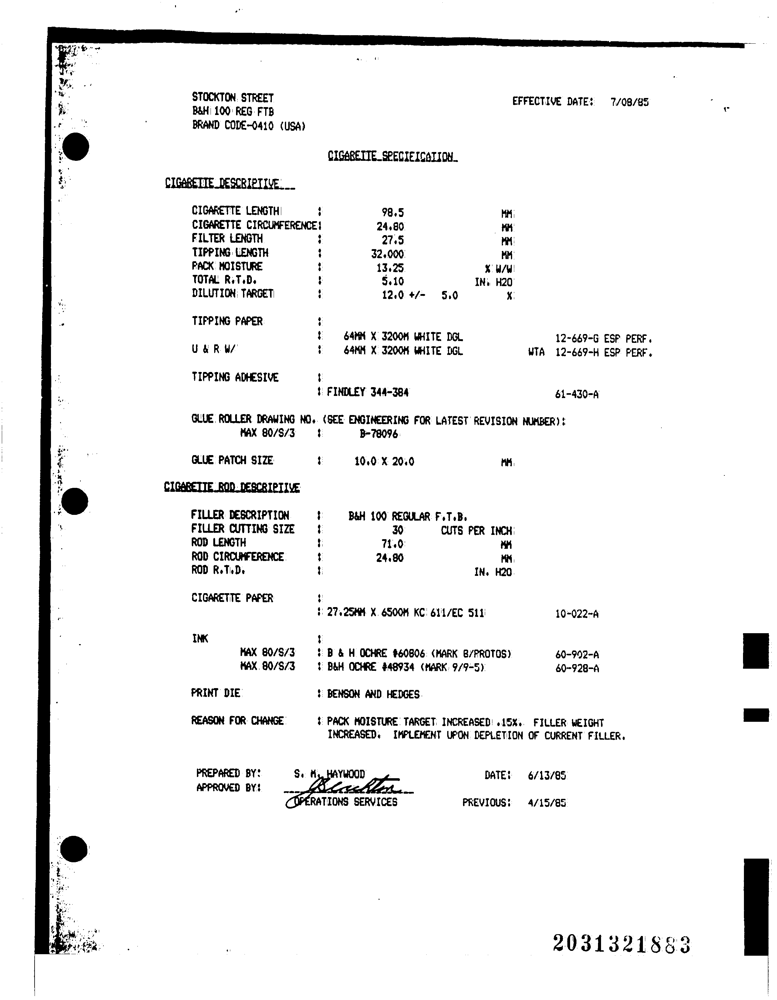 STOCKTON STREET
B&H 100 REG FTB
BRAND CODE-0410 (USA)
EFFECTIVE DATE: 7/08/85
CIGARETTE SPECIFICATION
CIGARETTE DESCRIPTIVE
CIGARETTE LENGTH : 98.5 MM
CIGARETTE CIRCUMFERENCE: 24.80 MM
FILTER LENGTH : 27.5 MM
TIPPING LENGTH : 32.000 MM
PACK MOISTURE : 13.25 % W/W
TOTAL R.T.D. : 5.10 IN. H2O
DILUTION TARGET : 12.0 +/- 5.0 %
TIPPING PAPER :
: 64MM X 3200M WHITE DGL 12-669-G ESP PERF.
U & R W/ : 64MM X 3200M WHITE DGL WTA 12-669-H ESP PERF.
TIPPING ADHESIVE :
: FINDLEY 344-384 61-430-A
GLUE ROLLER DRAWING NO. (SEE ENGINEERING FOR LATEST REVISION NUMBER):
MAX 80/S/3 : B-78096
GLUE PATCH SIZE : 10.0 X 20.0 MM
CIGARETTE ROD DESCRIPTIVE
FILLER DESCRIPTION : B&H 100 REGULAR F.T.B.
FILLER CUTTING SIZE : 30 CUTS PER INCH
ROD LENGTH : 71.0 MM
ROD CIRCUMFERENCE : 24.80 MM
ROD R.T.D. : IN. H2O
CIGARETTE PAPER :
: 27.25MM X 6500M KC 611/EC 511 10-022-A
INK :
MAX 80/S/3 : B & H OCHRE #60806 (MARK 8/PROTOS) 60-902-A
MAX 80/S/3 : B&H OCHRE #48934 (MARK 9/9-5) 60-928-A
PRINT DIE : BENSON AND HEDGES
REASON FOR CHANGE : PACK MOISTURE TARGET INCREASED .15%. FILLER WEIGHT
INCREASED. IMPLEMENT UPON DEPLETION OF CURRENT FILLER.
PREPARED BY: S. M. HAYWOOD DATE: 6/13/85
APPROVED BY:
OPERATIONS SERVICES PREVIOUS: 4/15/85
2031321883